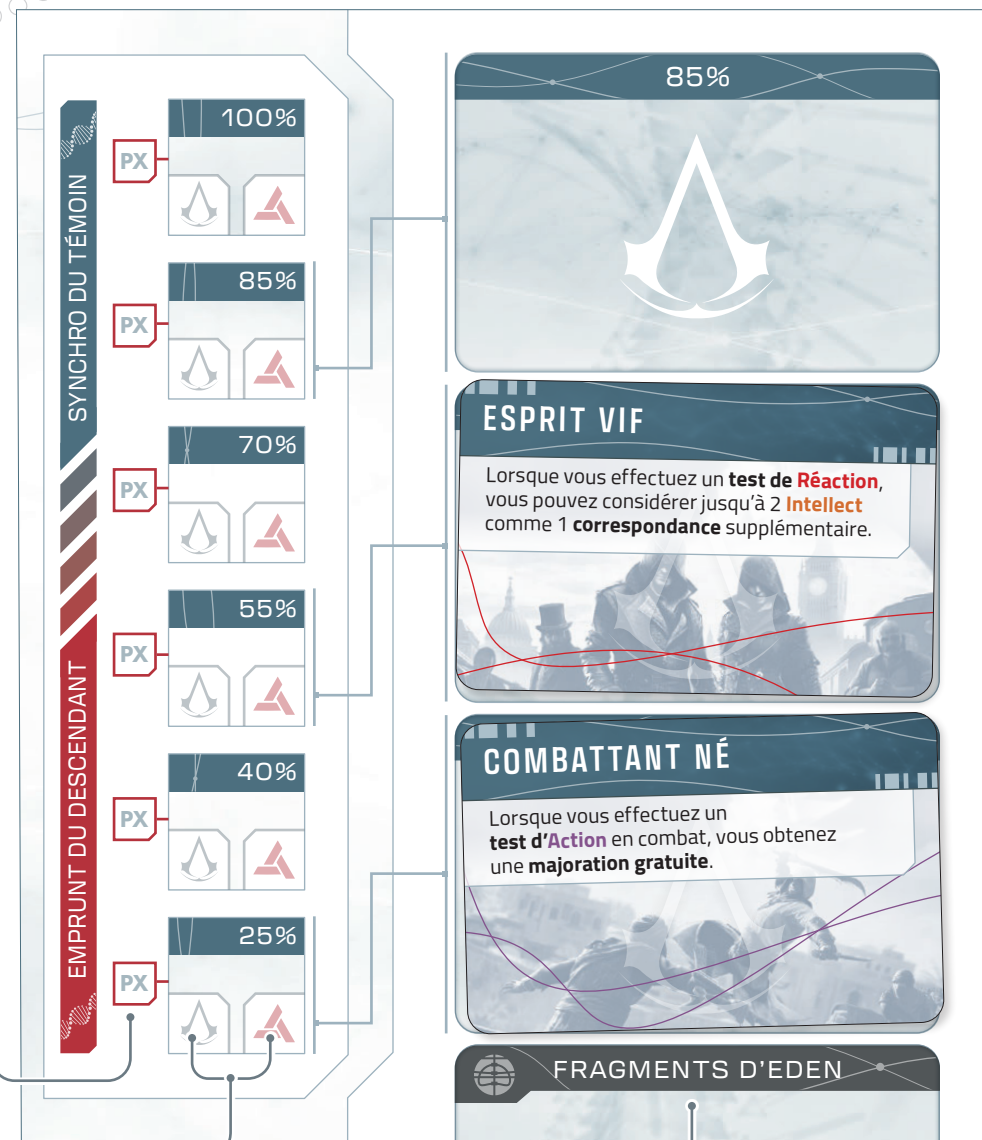 SYNCHRO DU TÉMOIN
EMPRUNT DU DESCENDANT
100%
PX
85%
PX
70%
PX
55%
PX
40%
PX
25%
PX
85%
ESPRIT VIF
Lorsque vous effectuez un test de Réaction,
vous pouvez considérer jusqu'à 2 Intellect
comme 1 correspondance supplémentaire.
COMBATTANT NÉ
Lorsque vous effectuez un
test d'Action en combat, vous obtenez
une majoration gratuite.
FRAGMENTS D'EDEN